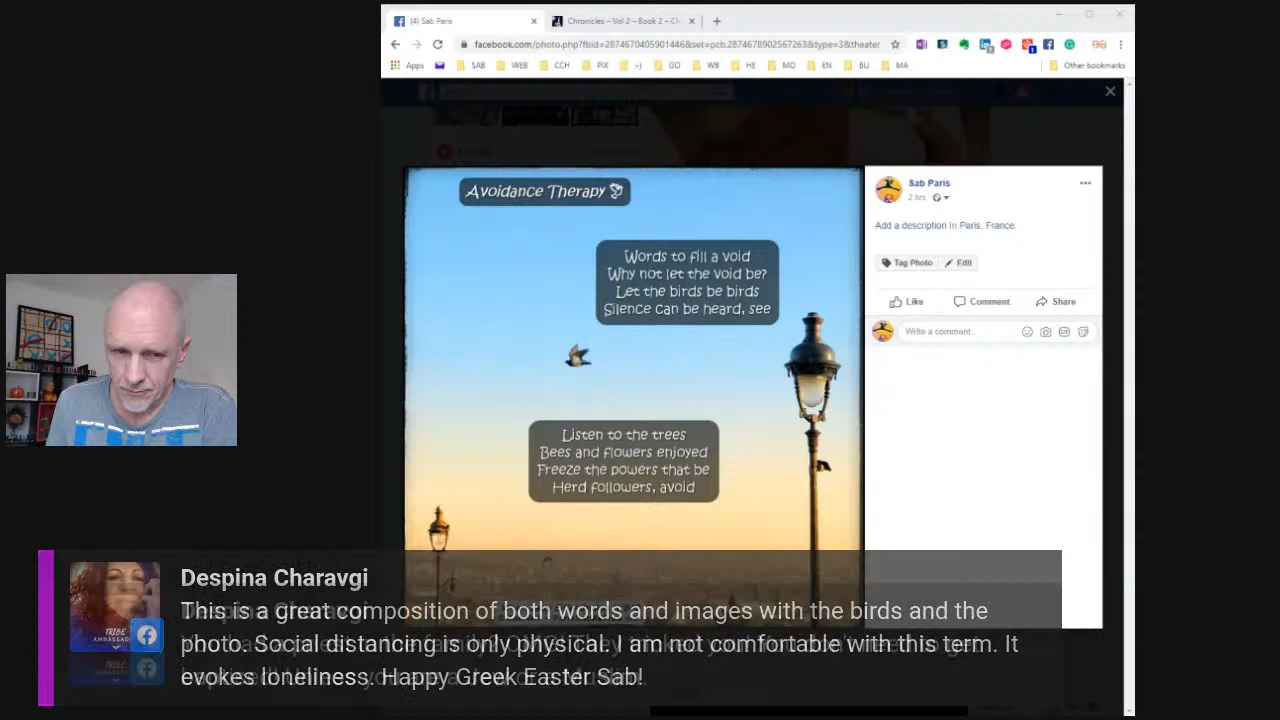 (4) Sab Paris
Chronicles – Vol 2 – Book 2 – Ch
facebook.com/photo.php?fbid=2874670405901446&set=pcb.2874678902567263&type=3&theater
Apps SAB WEB CCH PIX :-) GO WB HE MO EN BU MA Other bookmarks
Avoidance Therapy
Words to fill a void
Why not let the void be?
Let the birds be birds
Silence can be heard, see
Listen to the trees
Bees and flowers enjoyed
Freeze the powers that be
Herd followers, avoid
Sab Paris
2 hrs
Add a description In Paris, France.
Tag Photo Edit
Like Comment Share
Write a comment..
Despina Charavgi
This is a great composition of both words and images with the birds and the
photo. Social distancing is only physical. I am not comfortable with this term. It
evokes loneliness. Happy Greek Easter Sab!
TRIBE
AMBASSADOR